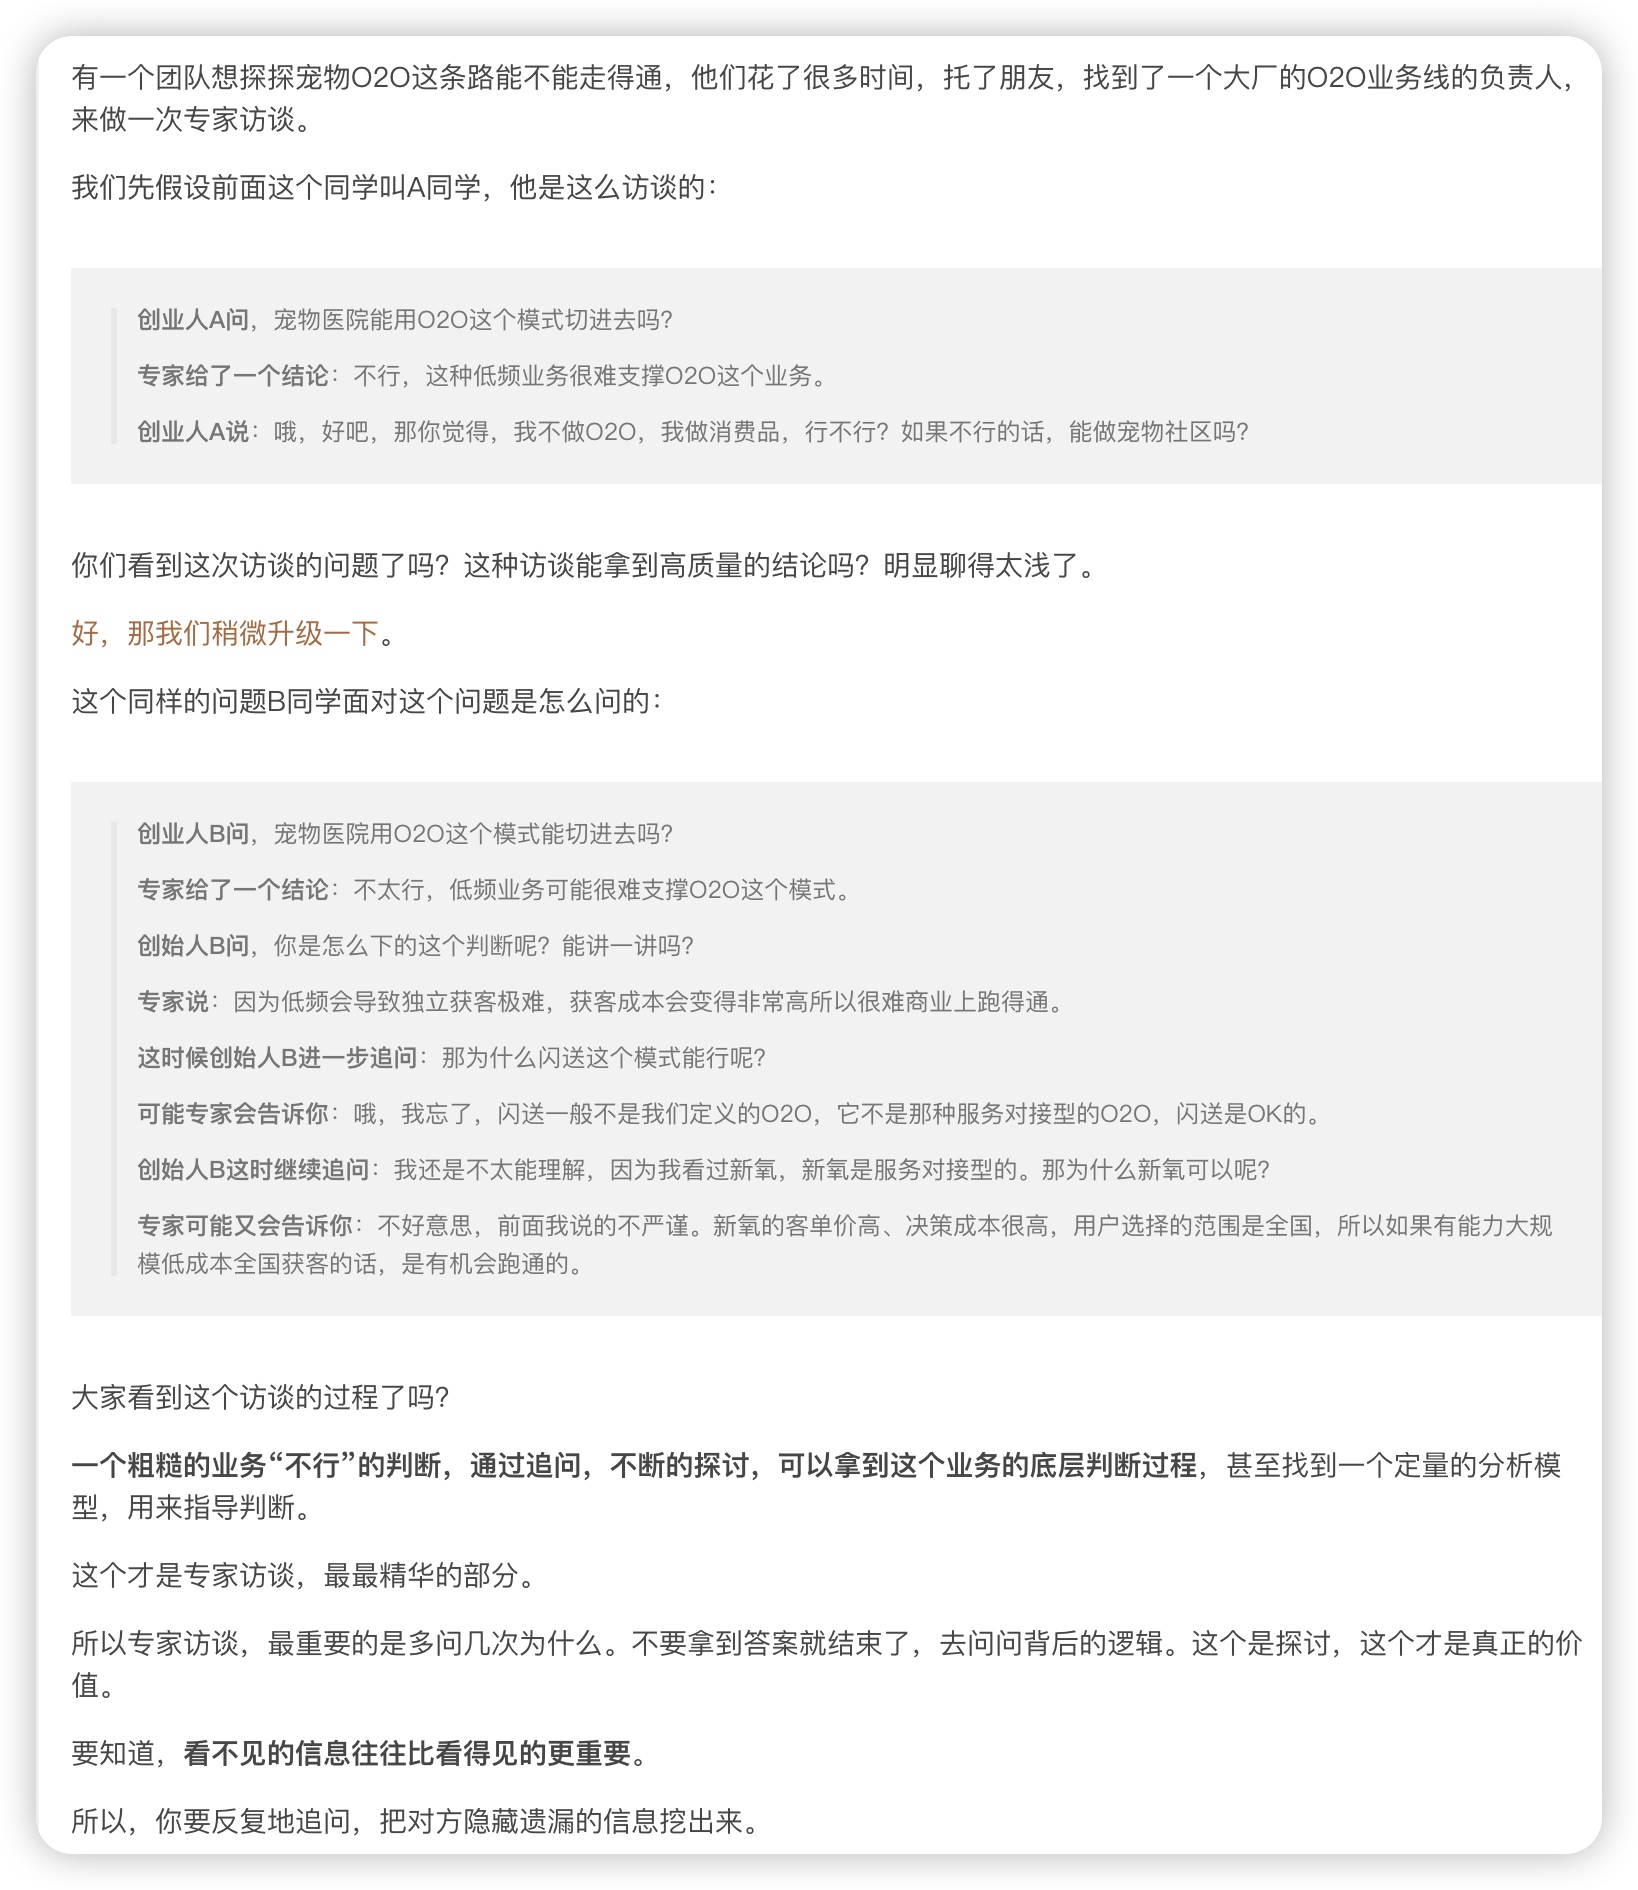 有一个团队想探探宠物O2O这条路能不能走得通，他们花了很多时间，托了朋友，找到了一个大厂的O2O业务线的负责人，
来做一次专家访谈。
我们先假设前面这个同学叫A同学，他是这么访谈的：
创业人A问，宠物医院能用O2O这个模式切进去吗？
专家给了一个结论：不行，这种低频业务很难支撑O2O这个业务。
创业人A说：哦，好吧，那你觉得，我不做O2O，我做消费品，行不行？如果不行的话，能做宠物社区吗？
你们看到这次访谈的问题了吗？这种访谈能拿到高质量的结论吗？明显聊得太浅了。
好，那我们稍微升级一下。
这个同样的问题B同学面对这个问题是怎么问的：
创业人B问，宠物医院用O2O这个模式能切进去吗？
专家给了一个结论：不太行，低频业务可能很难支撑O2O这个模式。
创始人B问，你是怎么下的这个判断呢？能讲一讲吗？
专家说：因为低频会导致独立获客极难，获客成本会变得非常高所以很难商业上跑得通。
这时候创始人B进一步追问：那为什么闪送这个模式能行呢？
可能专家会告诉你：哦，我忘了，闪送一般不是我们定义的O2O，它不是那种服务对接型的O2O，闪送是OK的。
创始人B这时继续追问：我还是不太能理解，因为我看过新氧，新氧是服务对接型的。那为什么新氧可以呢？
专家可能又会告诉你：不好意思，前面我说的不严谨。新氧的客单价高、决策成本很高，用户选择的范围是全国，所以如果有能力大规
模低成本全国获客的话，是有机会跑通的。
大家看到这个访谈的过程了吗？
一个粗糙的业务“不行”的判断，通过追问，不断的探讨，可以拿到这个业务的底层判断过程，甚至找到一个定量的分析模
型，用来指导判断。
这个才是专家访谈，最最精华的部分。
所以专家访谈，最重要的是多问几次为什么。不要拿到答案就结束了，去问问背后的逻辑。这个是探讨，这个才是真正的价
值。
要知道，看不见的信息往往比看得见的更重要。
所以，你要反复地追问，把对方隐藏遗漏的信息挖出来。